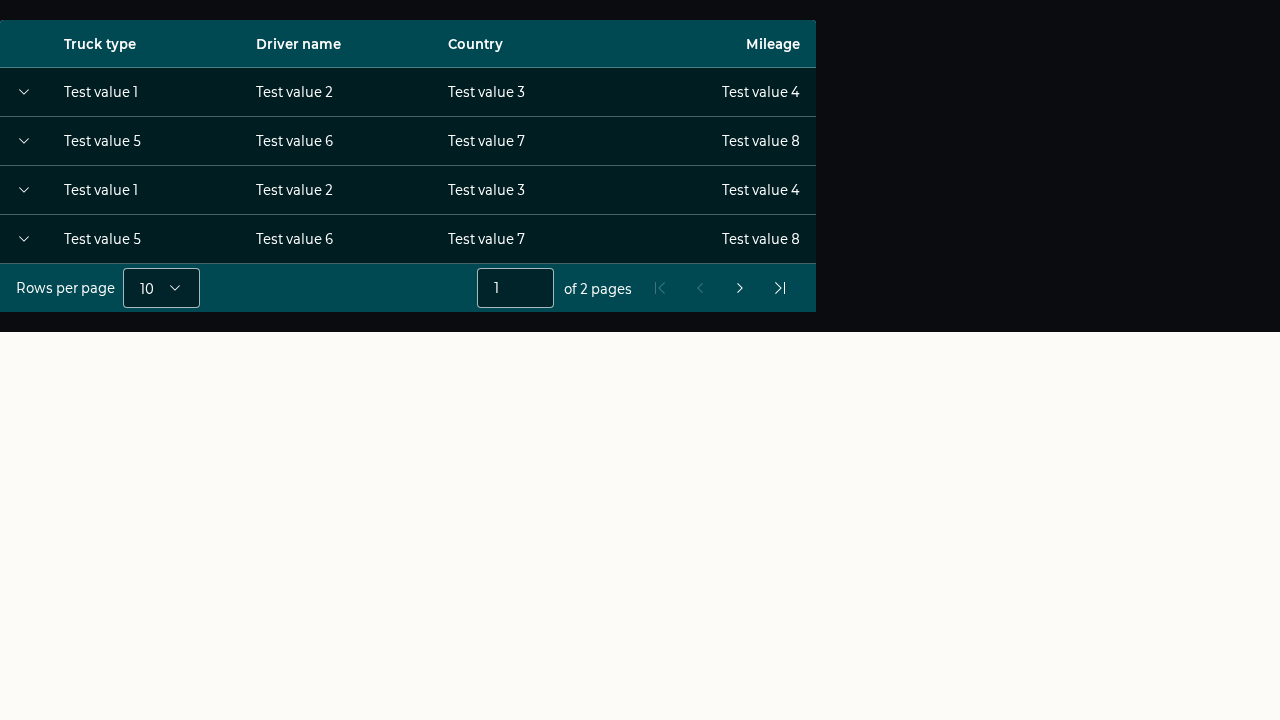 Truck type Driver name Country Mileage
Test value 1 Test value 2 Test value 3 Test value 4
Test value 5 Test value 6 Test value 7 Test value 8
Test value 1 Test value 2 Test value 3 Test value 4
Test value 5 Test value 6 Test value 7 Test value 8
Rows per page 10 1 of 2 pages